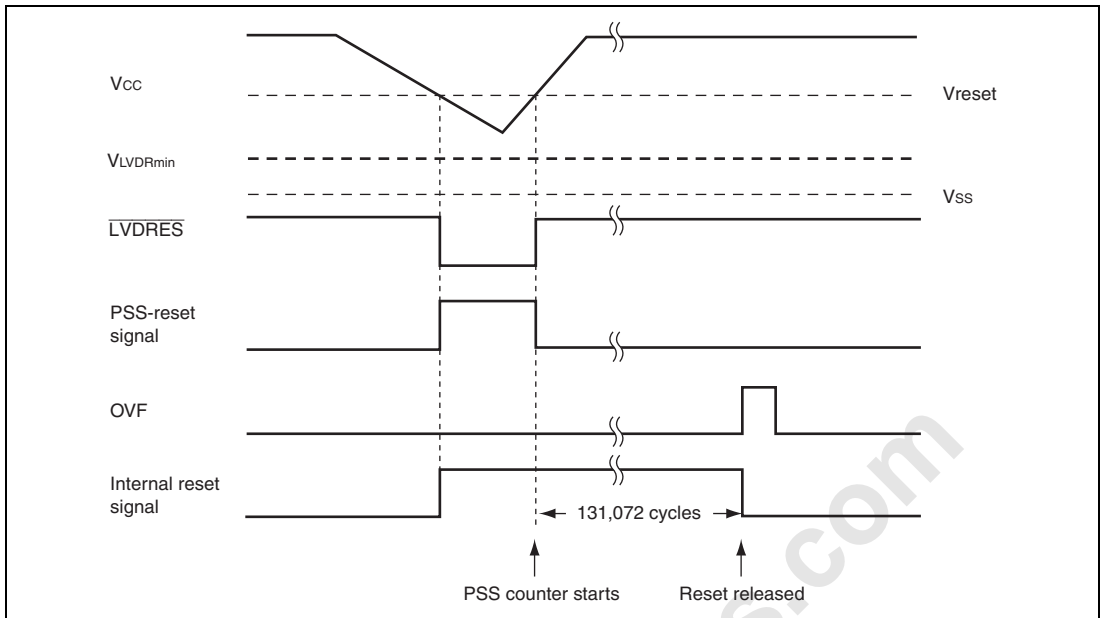 Vcc
Vreset
VLVDRmin
Vss
LVDRES
PSS-reset
signal
OVF
Internal reset
signal
131,072 cycles
PSS counter starts
Reset released
s.com